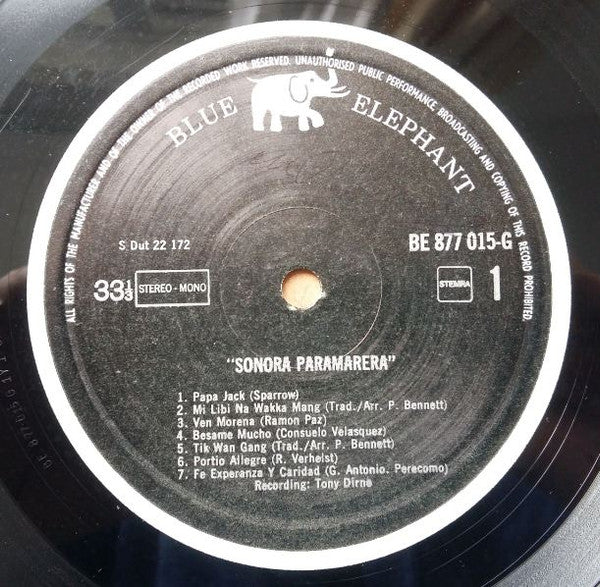 ALL RIGHTS OF THE MANUFACTURER AND OF THE OWNER OF THE RECORDED WORK RESERVED. UNAUTHORISED PUBLIC PERFORMANCE, BROADCASTING AND COPYING OF THIS RECORD PROHIBITED.
BLUE ELEPHANT
S Dut 22 172
BE 877 015-G
33⅓ STEREO - MONO
STEMRA 1
"SONORA PARAMARERA"
1. Papa Jack (Sparrow)
2. Mi Libi Na Wakka Mang (Trad./Arr. P. Bennett)
3. Ven Morena (Ramon Paz)
4. Besame Mucho (Consuelo Velasquez)
5. Tik Wan Gang (Trad./Arr. P. Bennett)
6. Portio Allegre (R. Verhelst)
7. Fe Esperanza Y Caridad (G. Antonio. Perecomo)
Recording: Tony Dirne